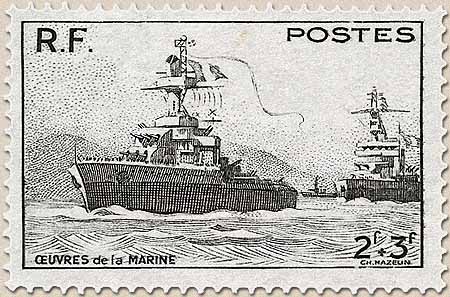 R.F. POSTES
2F+3F
ŒUVRES de la MARINE
CH. MAZELIN